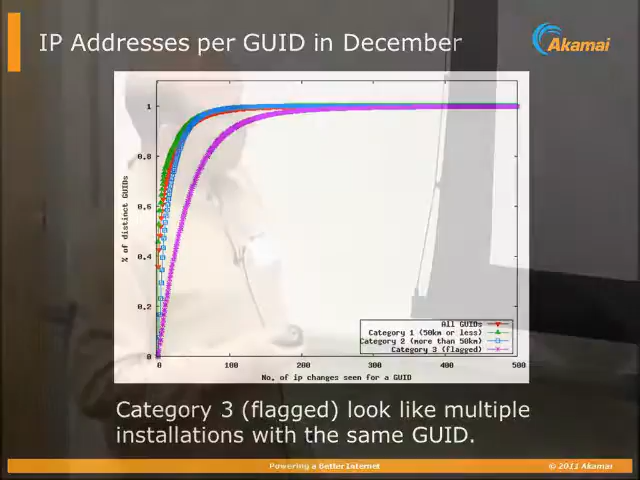 IP Addresses per GUID in December
Akamai
1
0.8
0.6
0.4
0.2
0
% of distinct GUIDs
All GUIDs
Category 1 (50km or less)
Category 2 (more than 50km)
Category 3 (flagged)
0 100 200 300 400 500
No. of ip changes seen for a GUID
Category 3 (flagged) look like multiple
installations with the same GUID.
Powering a Better Internet
© 2011 Akamai